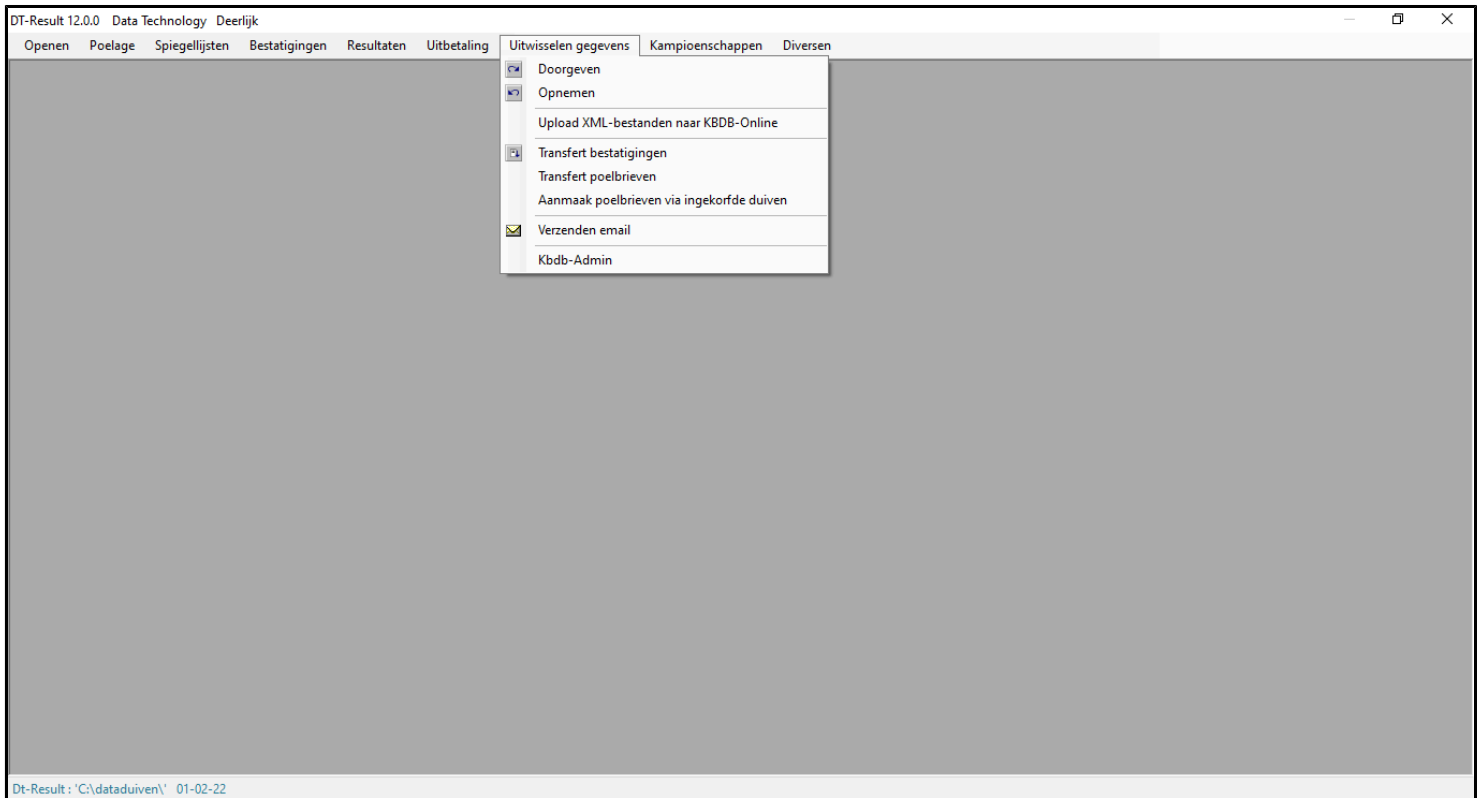 DT-Result 12.0.0 Data Technology Deerlijk
Openen Poelage Spiegellijsten Bestatigingen Resultaten Uitbetaling Uitwisselen gegevens Kampioenschappen Diversen
Doorgeven
Opnemen
Upload XML-bestanden naar KBDB-Online
Transfert bestatigingen
Transfert poelbrieven
Aanmaak poelbrieven via ingekorfde duiven
Verzenden email
Kbdb-Admin
Dt-Result : 'C:\dataduiven\' 01-02-22